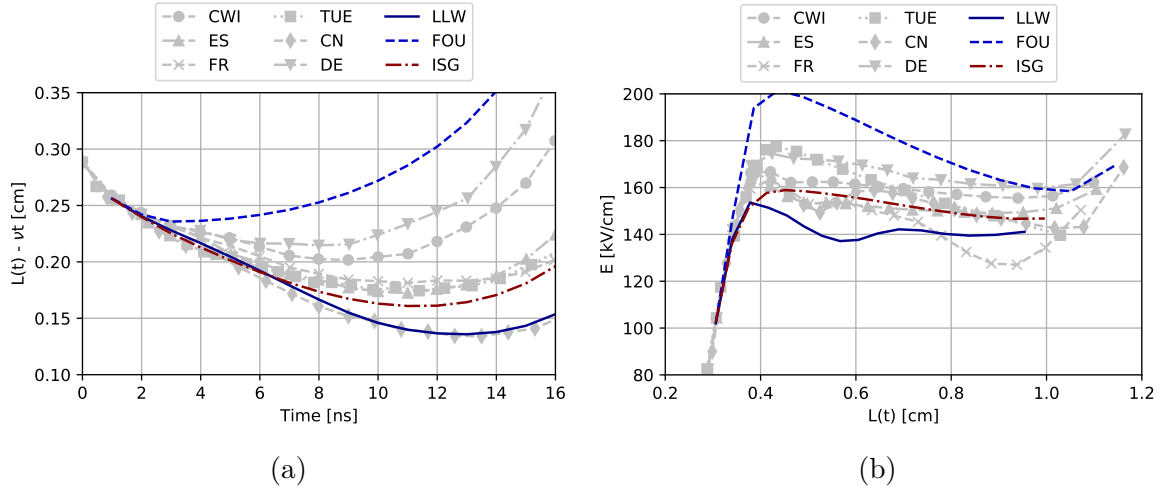 CWI TUE LLW
ES CN FOU
FR DE ISG
L(t) - νt [cm]
0.35
0.30
0.25
0.20
0.15
0.10
0 2 4 6 8 10 12 14 16
Time [ns]
(a)
CWI TUE LLW
ES CN FOU
FR DE ISG
E [kV/cm]
200
180
160
140
120
100
80
0.2 0.4 0.6 0.8 1.0 1.2
L(t) [cm]
(b)